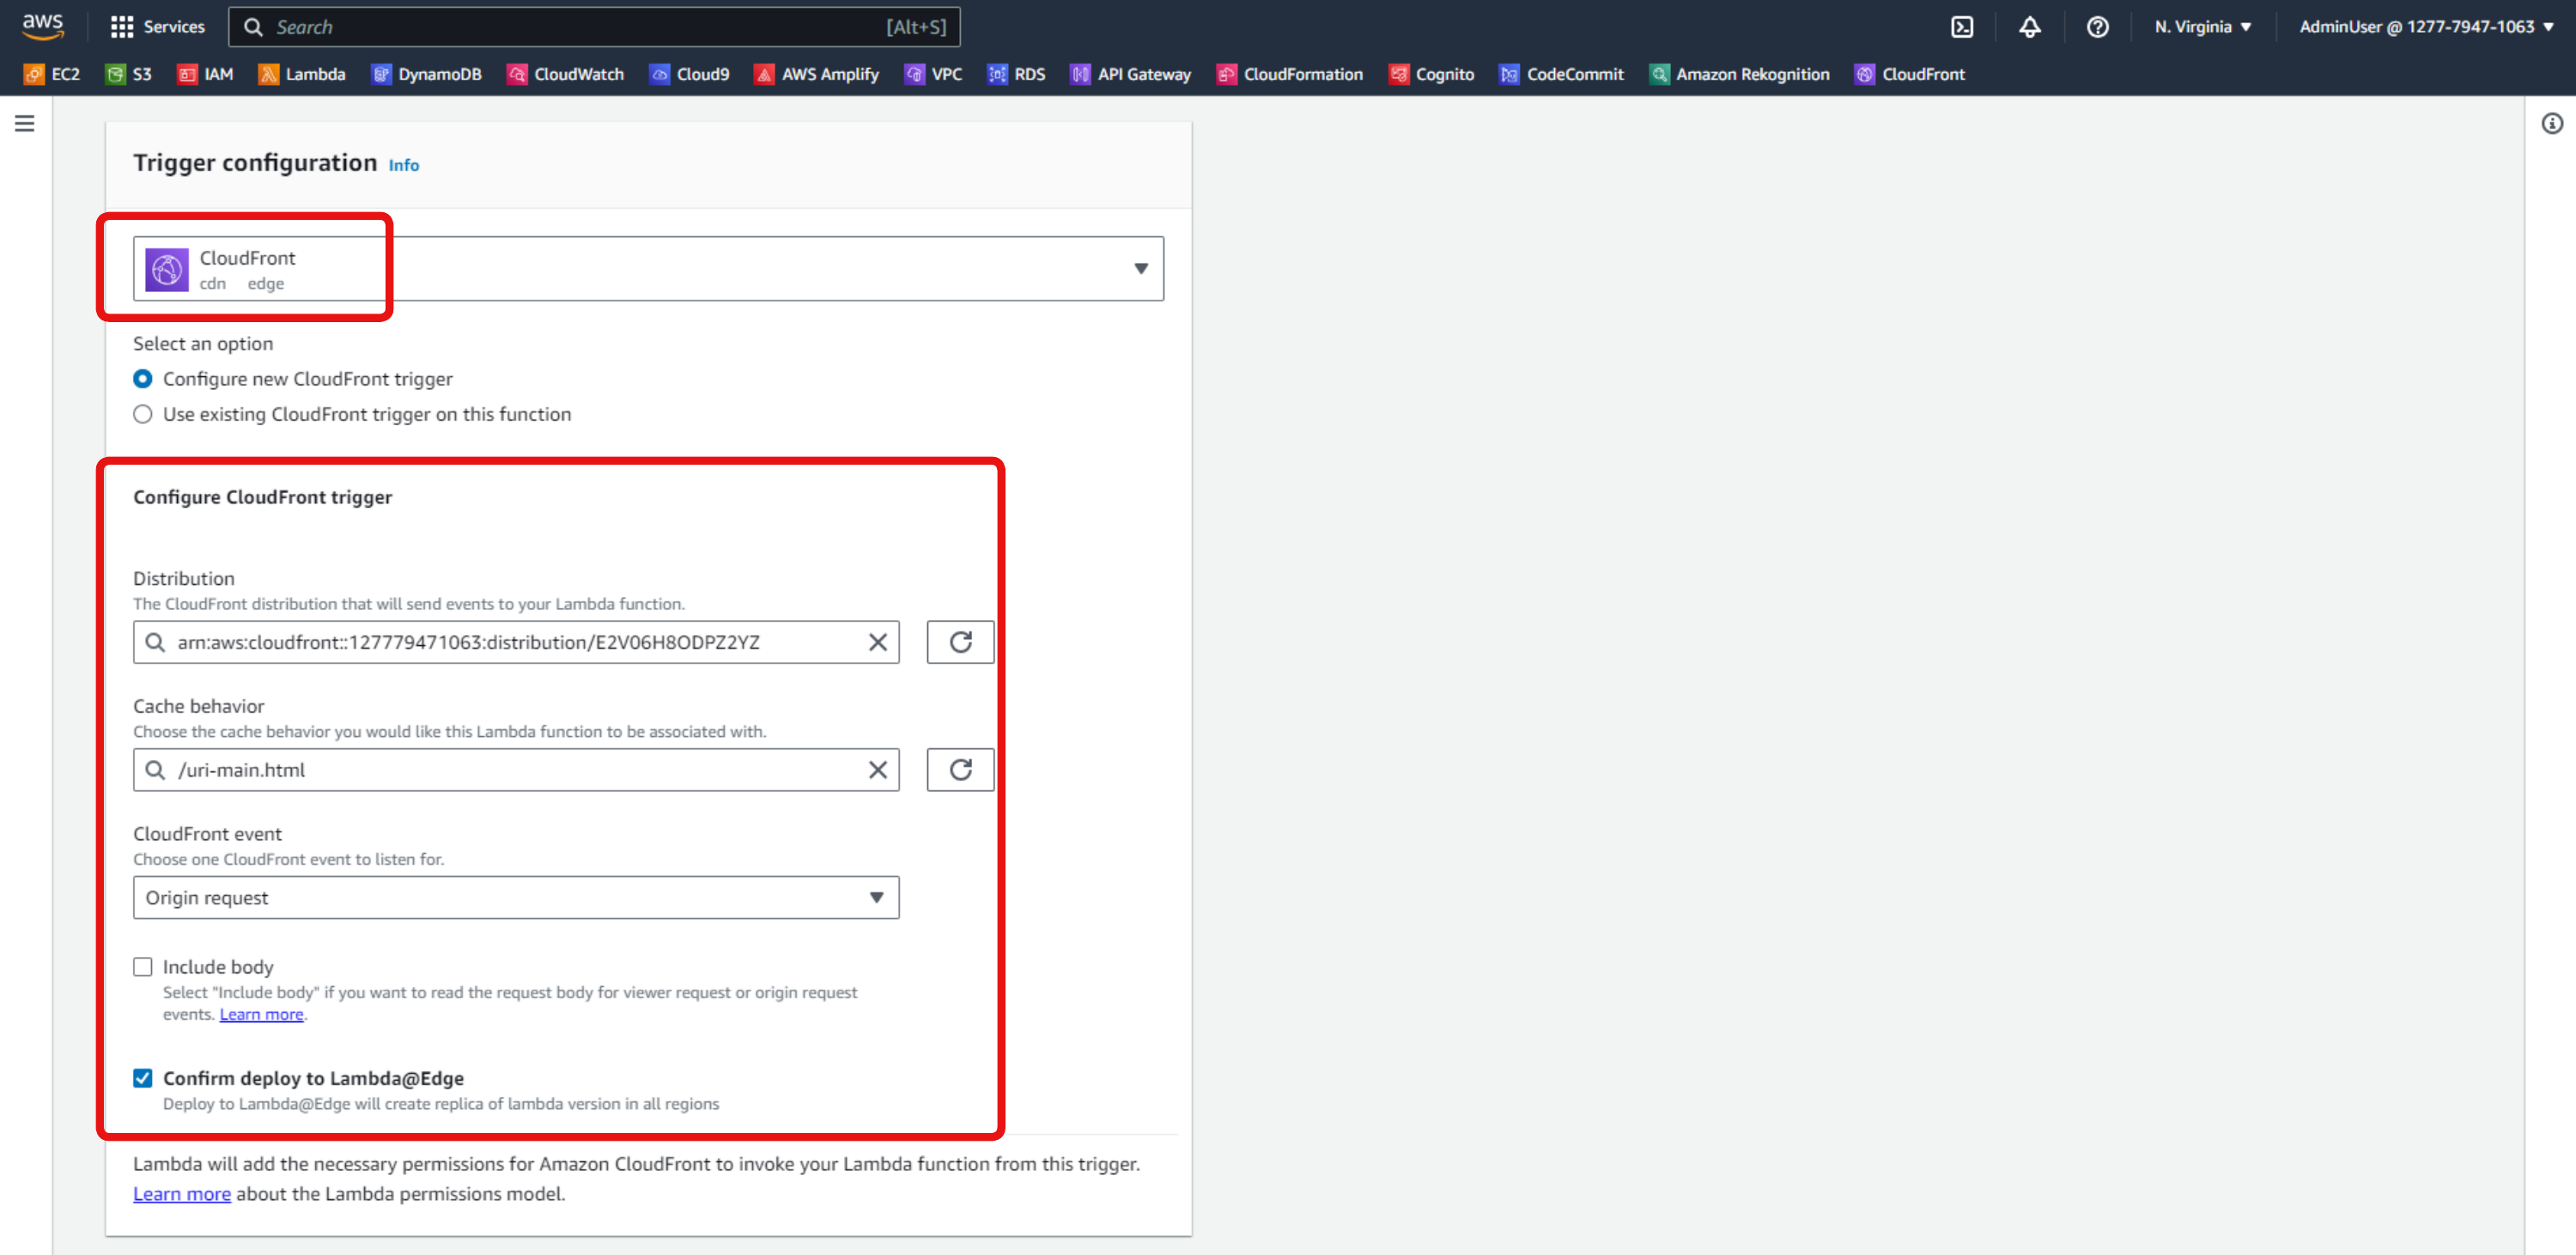 aws
Services
Search [Alt+S]
N. Virginia ▼
AdminUser @ 1277-7947-1063 ▼
EC2 S3 IAM Lambda DynamoDB CloudWatch Cloud9 AWS Amplify VPC RDS API Gateway CloudFormation Cognito CodeCommit Amazon Rekognition CloudFront
Trigger configuration Info
CloudFront
cdn edge
Select an option
Configure new CloudFront trigger
Use existing CloudFront trigger on this function
Configure CloudFront trigger
Distribution
The CloudFront distribution that will send events to your Lambda function.
arn:aws:cloudfront::127779471063:distribution/E2V06H8ODPZ2YZ
Cache behavior
Choose the cache behavior you would like this Lambda function to be associated with.
/uri-main.html
CloudFront event
Choose one CloudFront event to listen for.
Origin request
Include body
Select "Include body" if you want to read the request body for viewer request or origin request
events. Learn more.
Confirm deploy to Lambda@Edge
Deploy to Lambda@Edge will create replica of lambda version in all regions
Lambda will add the necessary permissions for Amazon CloudFront to invoke your Lambda function from this trigger.
Learn more about the Lambda permissions model.